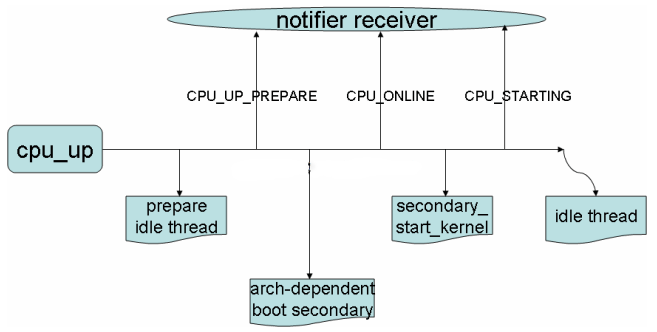 notifier receiver
CPU_UP_PREPARE
CPU_ONLINE
CPU_STARTING
cpu_up
prepare
idle thread
secondary_
start_kernel
idle thread
arch-dependent
boot secondary